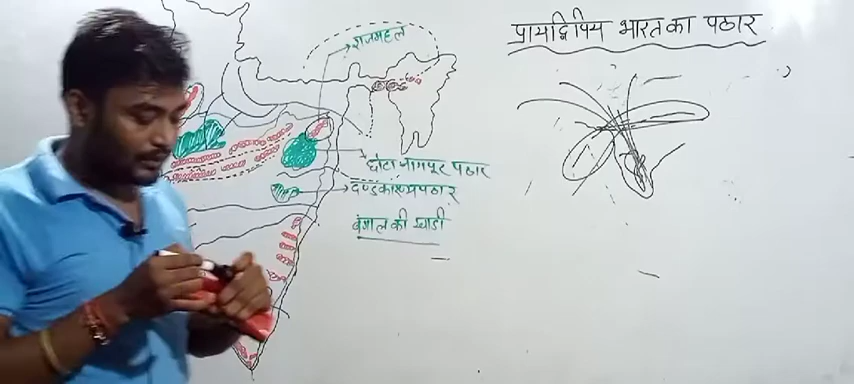 प्रायद्विपिय भारत का पठार
राजमहल
छोटा नागपुर पठार
दण्डकारण्य पठार
बंगाल की खाडी